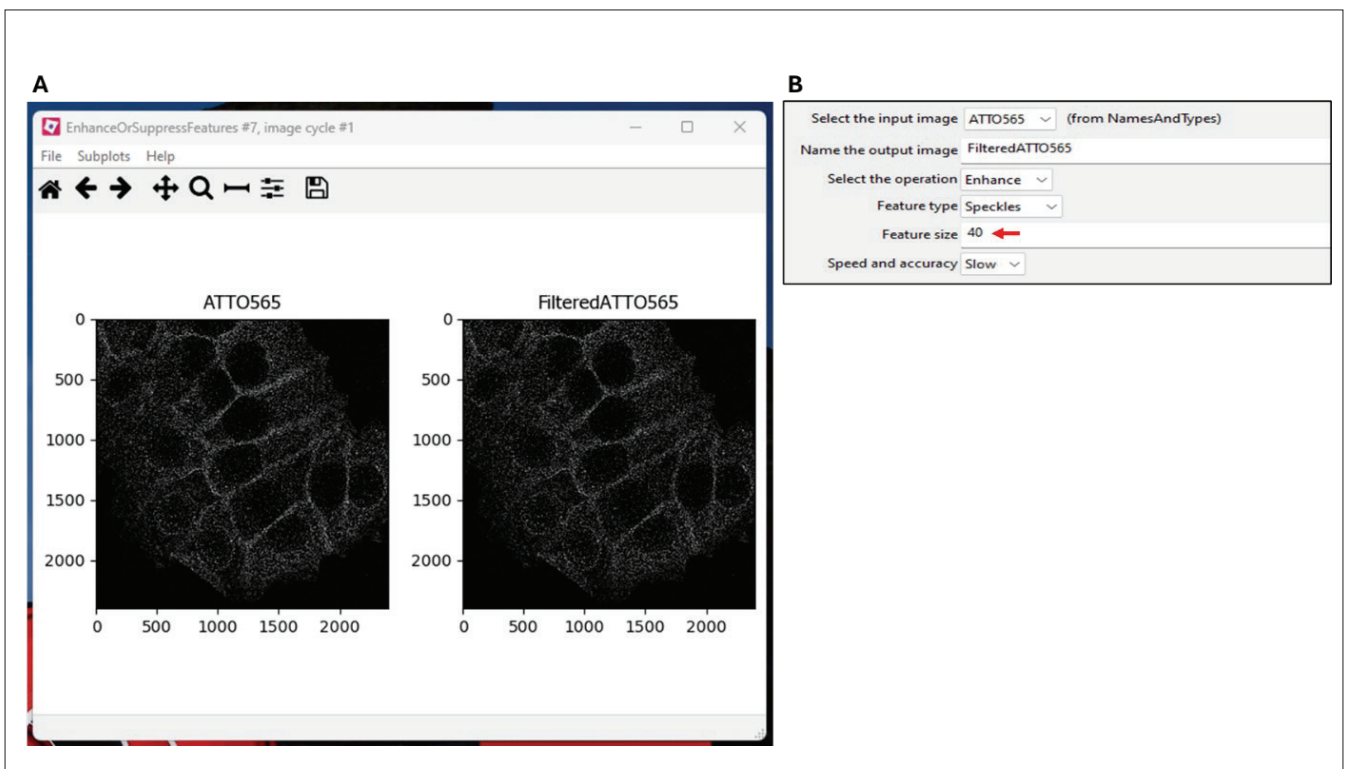 A
B
EnhanceOrSuppressFeatures #7, image cycle #1
File Subplots Help
ATTO565
FilteredATTO565
0
500
1000
1500
2000
0 500 1000 1500 2000
0
500
1000
1500
2000
0 500 1000 1500 2000
Select the input image ATTO565 (from NamesAndTypes)
Name the output image FilteredATTO565
Select the operation Enhance
Feature type Speckles
Feature size 40
Speed and accuracy Slow